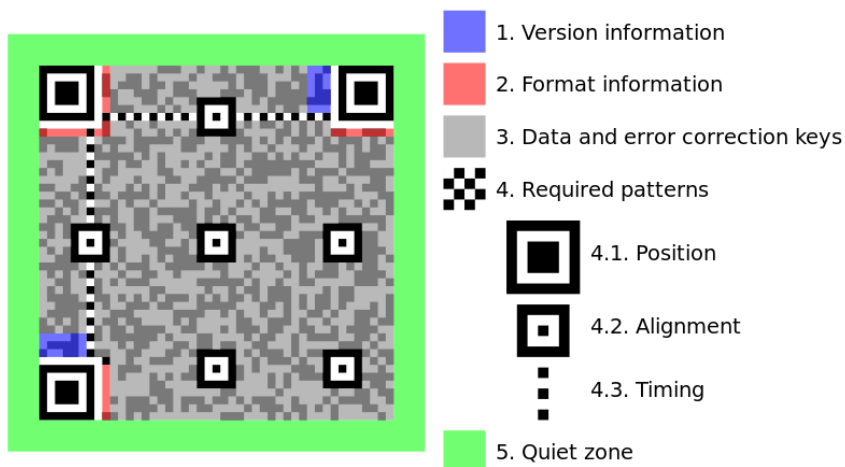 1. Version information
2. Format information
3. Data and error correction keys
4. Required patterns
4.1. Position
4.2. Alignment
4.3. Timing
5. Quiet zone